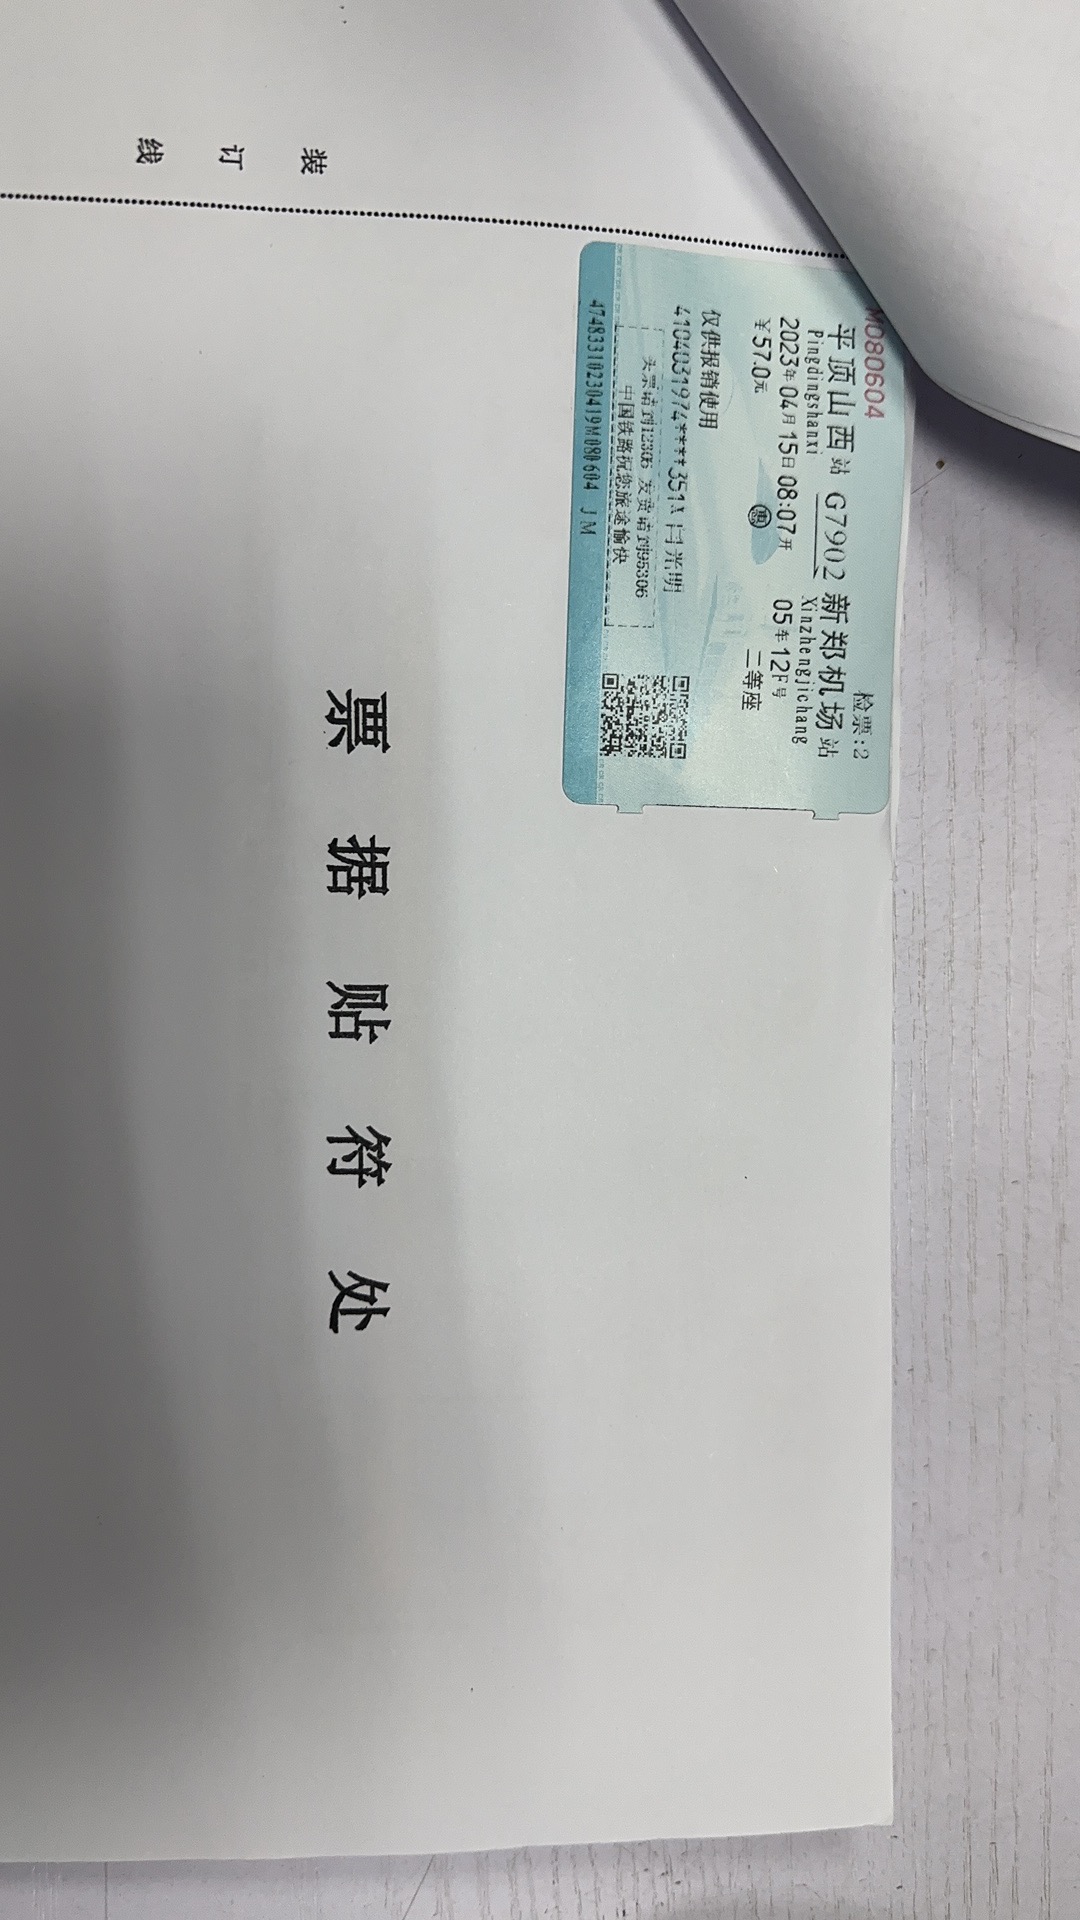 装订线
M080604
检票:2
平顶山西站 G7902 新郑机场站
Pingdingshanxi Xinzhengjichang
2023年04月15日08:07开 05车12F号
¥57.0元 惠 二等座
仅供报销使用
4104031974****351X 闫光明
买票请到12306 发货请到95306
中国铁路祝您旅途愉快
47483310230419M080604 JM
票据贴符处